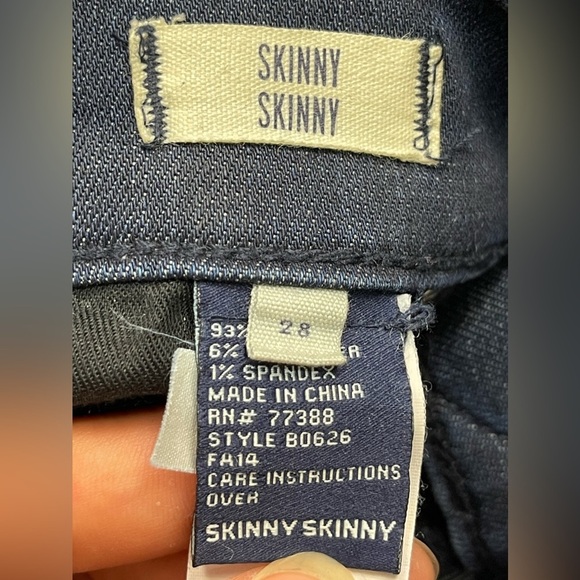 SKINNY
SKINNY
28
93%
6%
1% SPANDEX
MADE IN CHINA
RN# 77388
STYLE B0626
FA14
CARE INSTRUCTIONS
OVER
SKINNY SKINNY